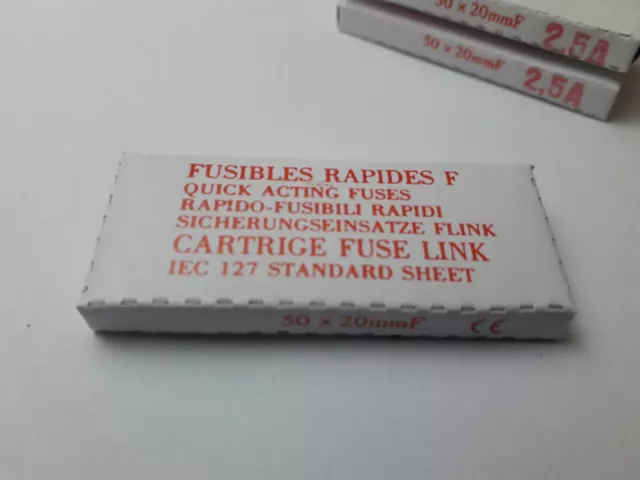 50 × 20mmF 2,5A
50 × 20mmF 2,5A
FUSIBLES RAPIDES F
QUICK ACTING FUSES
RAPIDO-FUSIBILI RAPIDI
SICHERUNGSEINSATZE FLINK
CARTRIGE FUSE LINK
IEC 127 STANDARD SHEET
50 × 20mmF CE